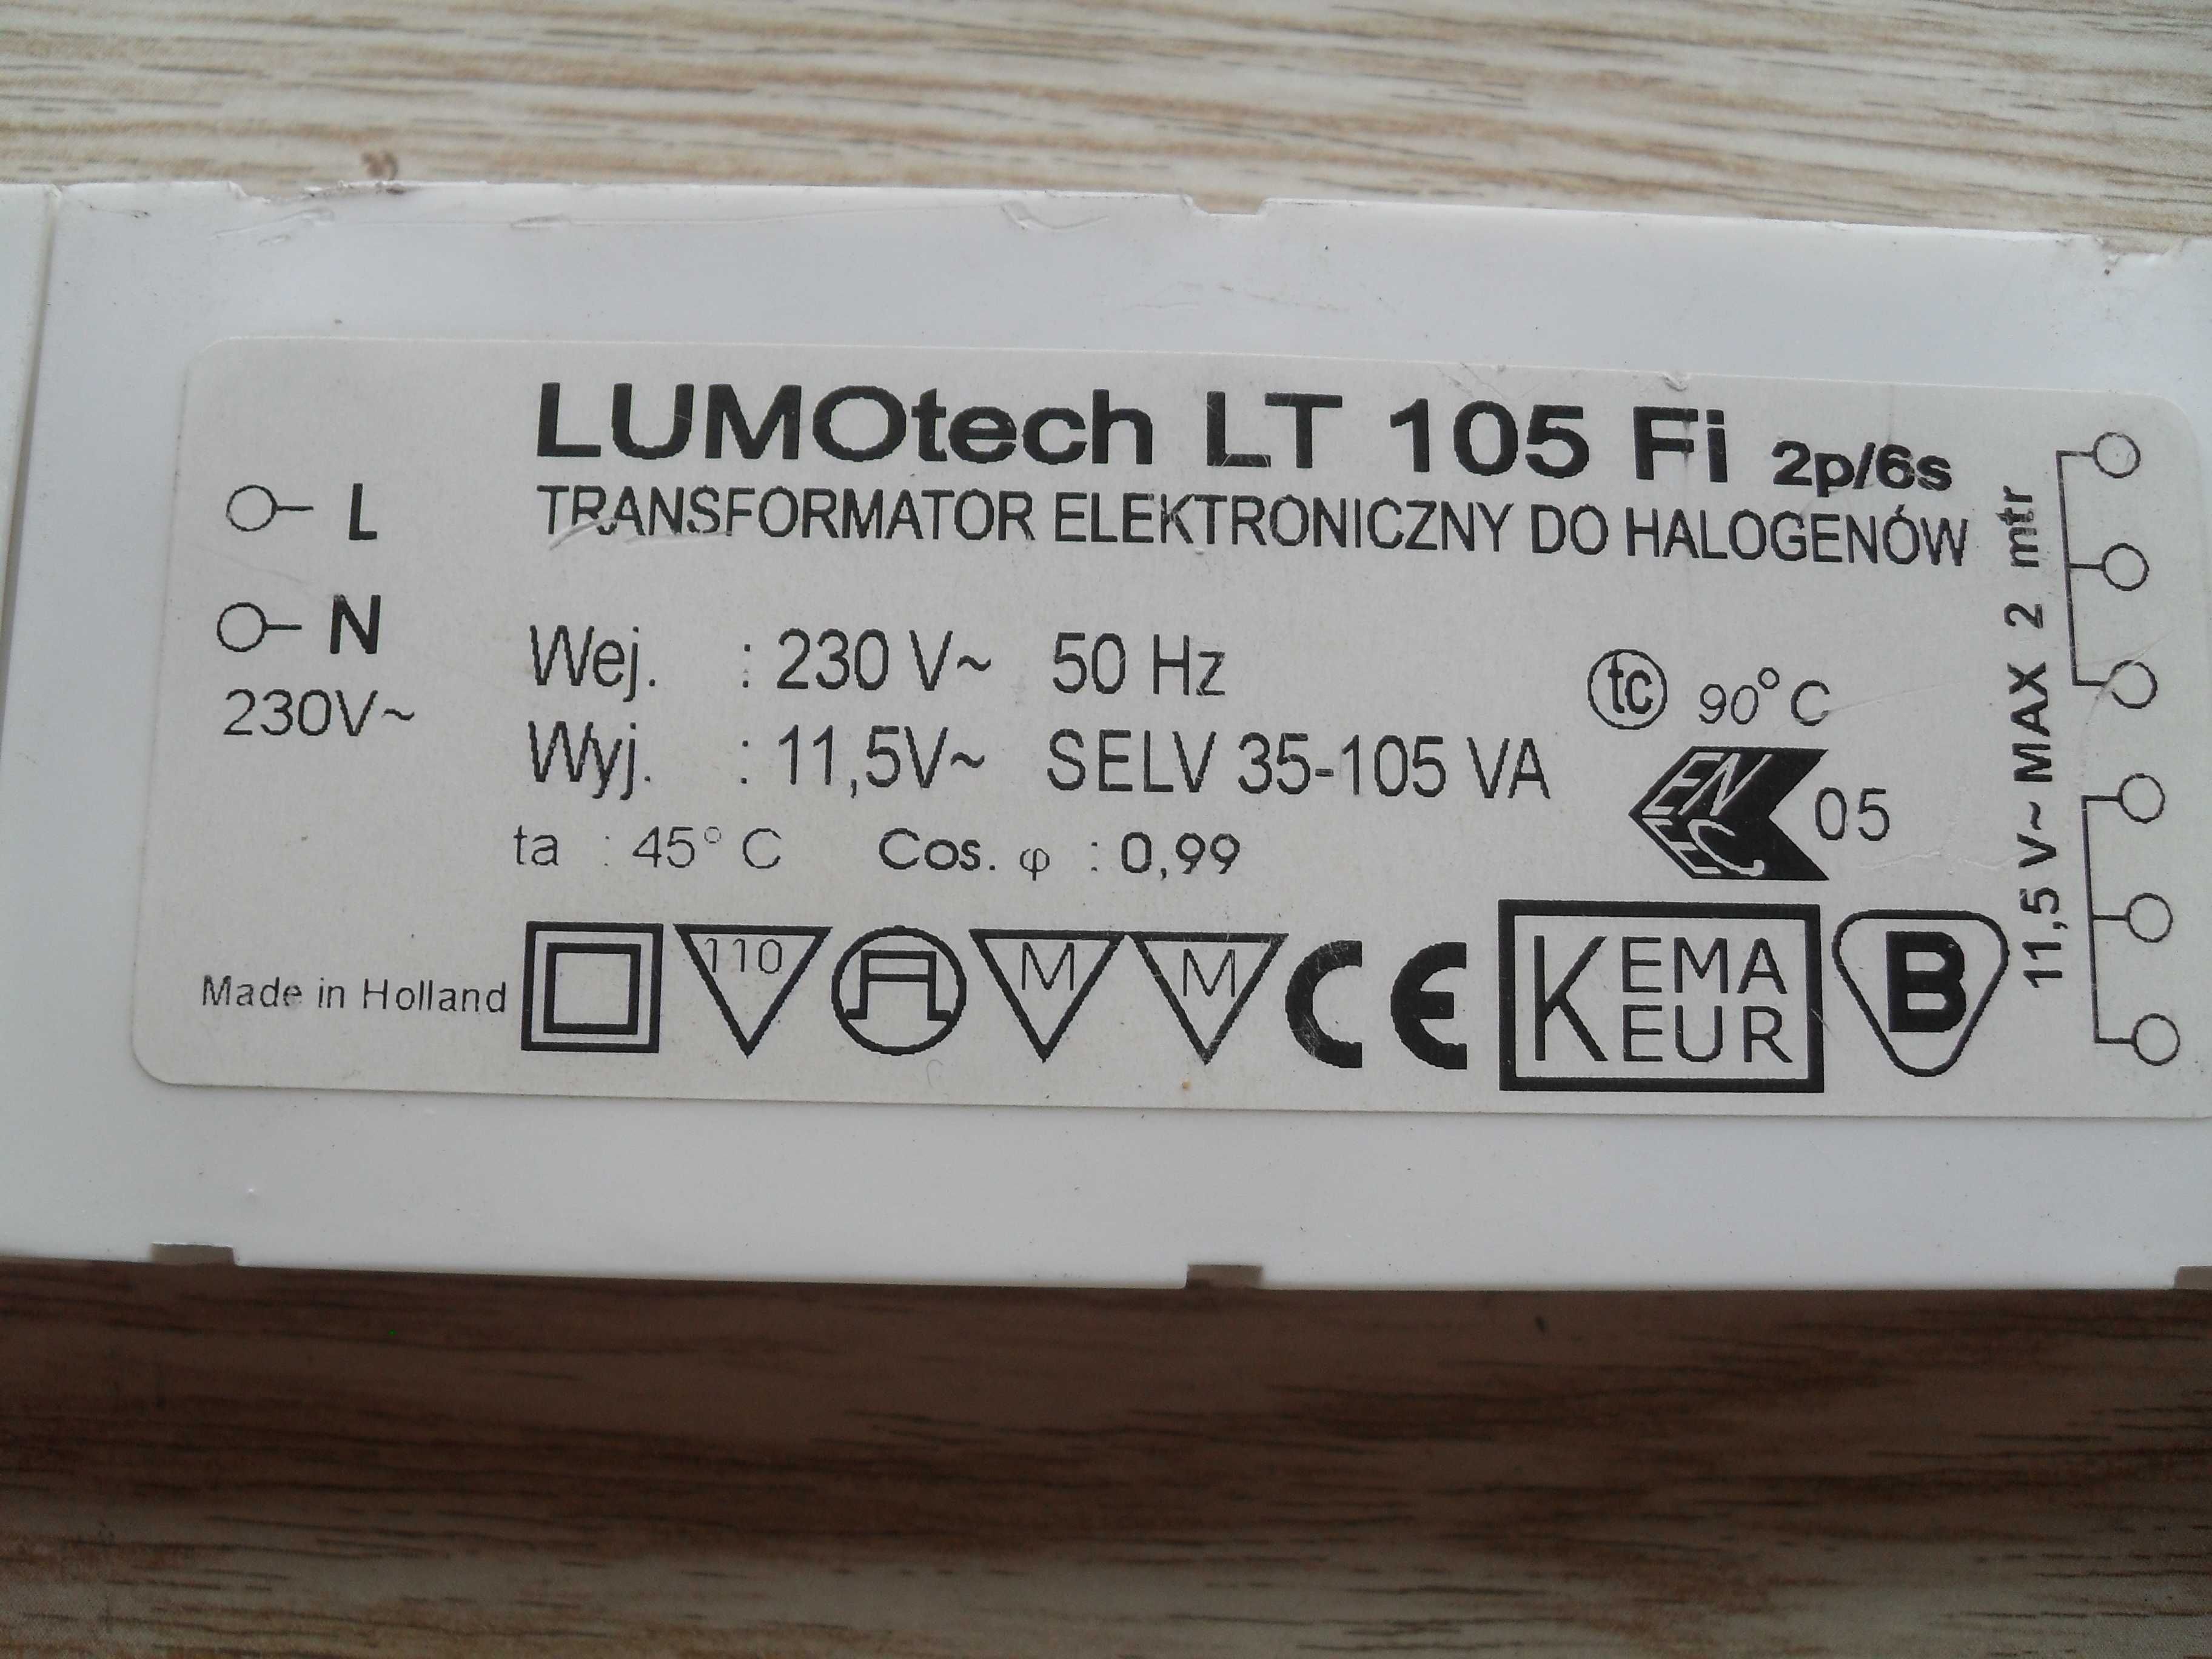 LUMOtech LT 105 Fi 2p/6s
TRANSFORMATOR ELEKTRONICZNY DO HALOGENÓW
L
N
230V~
Wej. : 230 V~ 50 Hz
Wyj. : 11,5V~ SELV 35-105 VA
ta : 45° C Cos. φ : 0,99
tc 90°C
ENEC 05
11,5 V~ MAX 2 mtr
Made in Holland
110
M
M
CE
KEMA
EUR
B